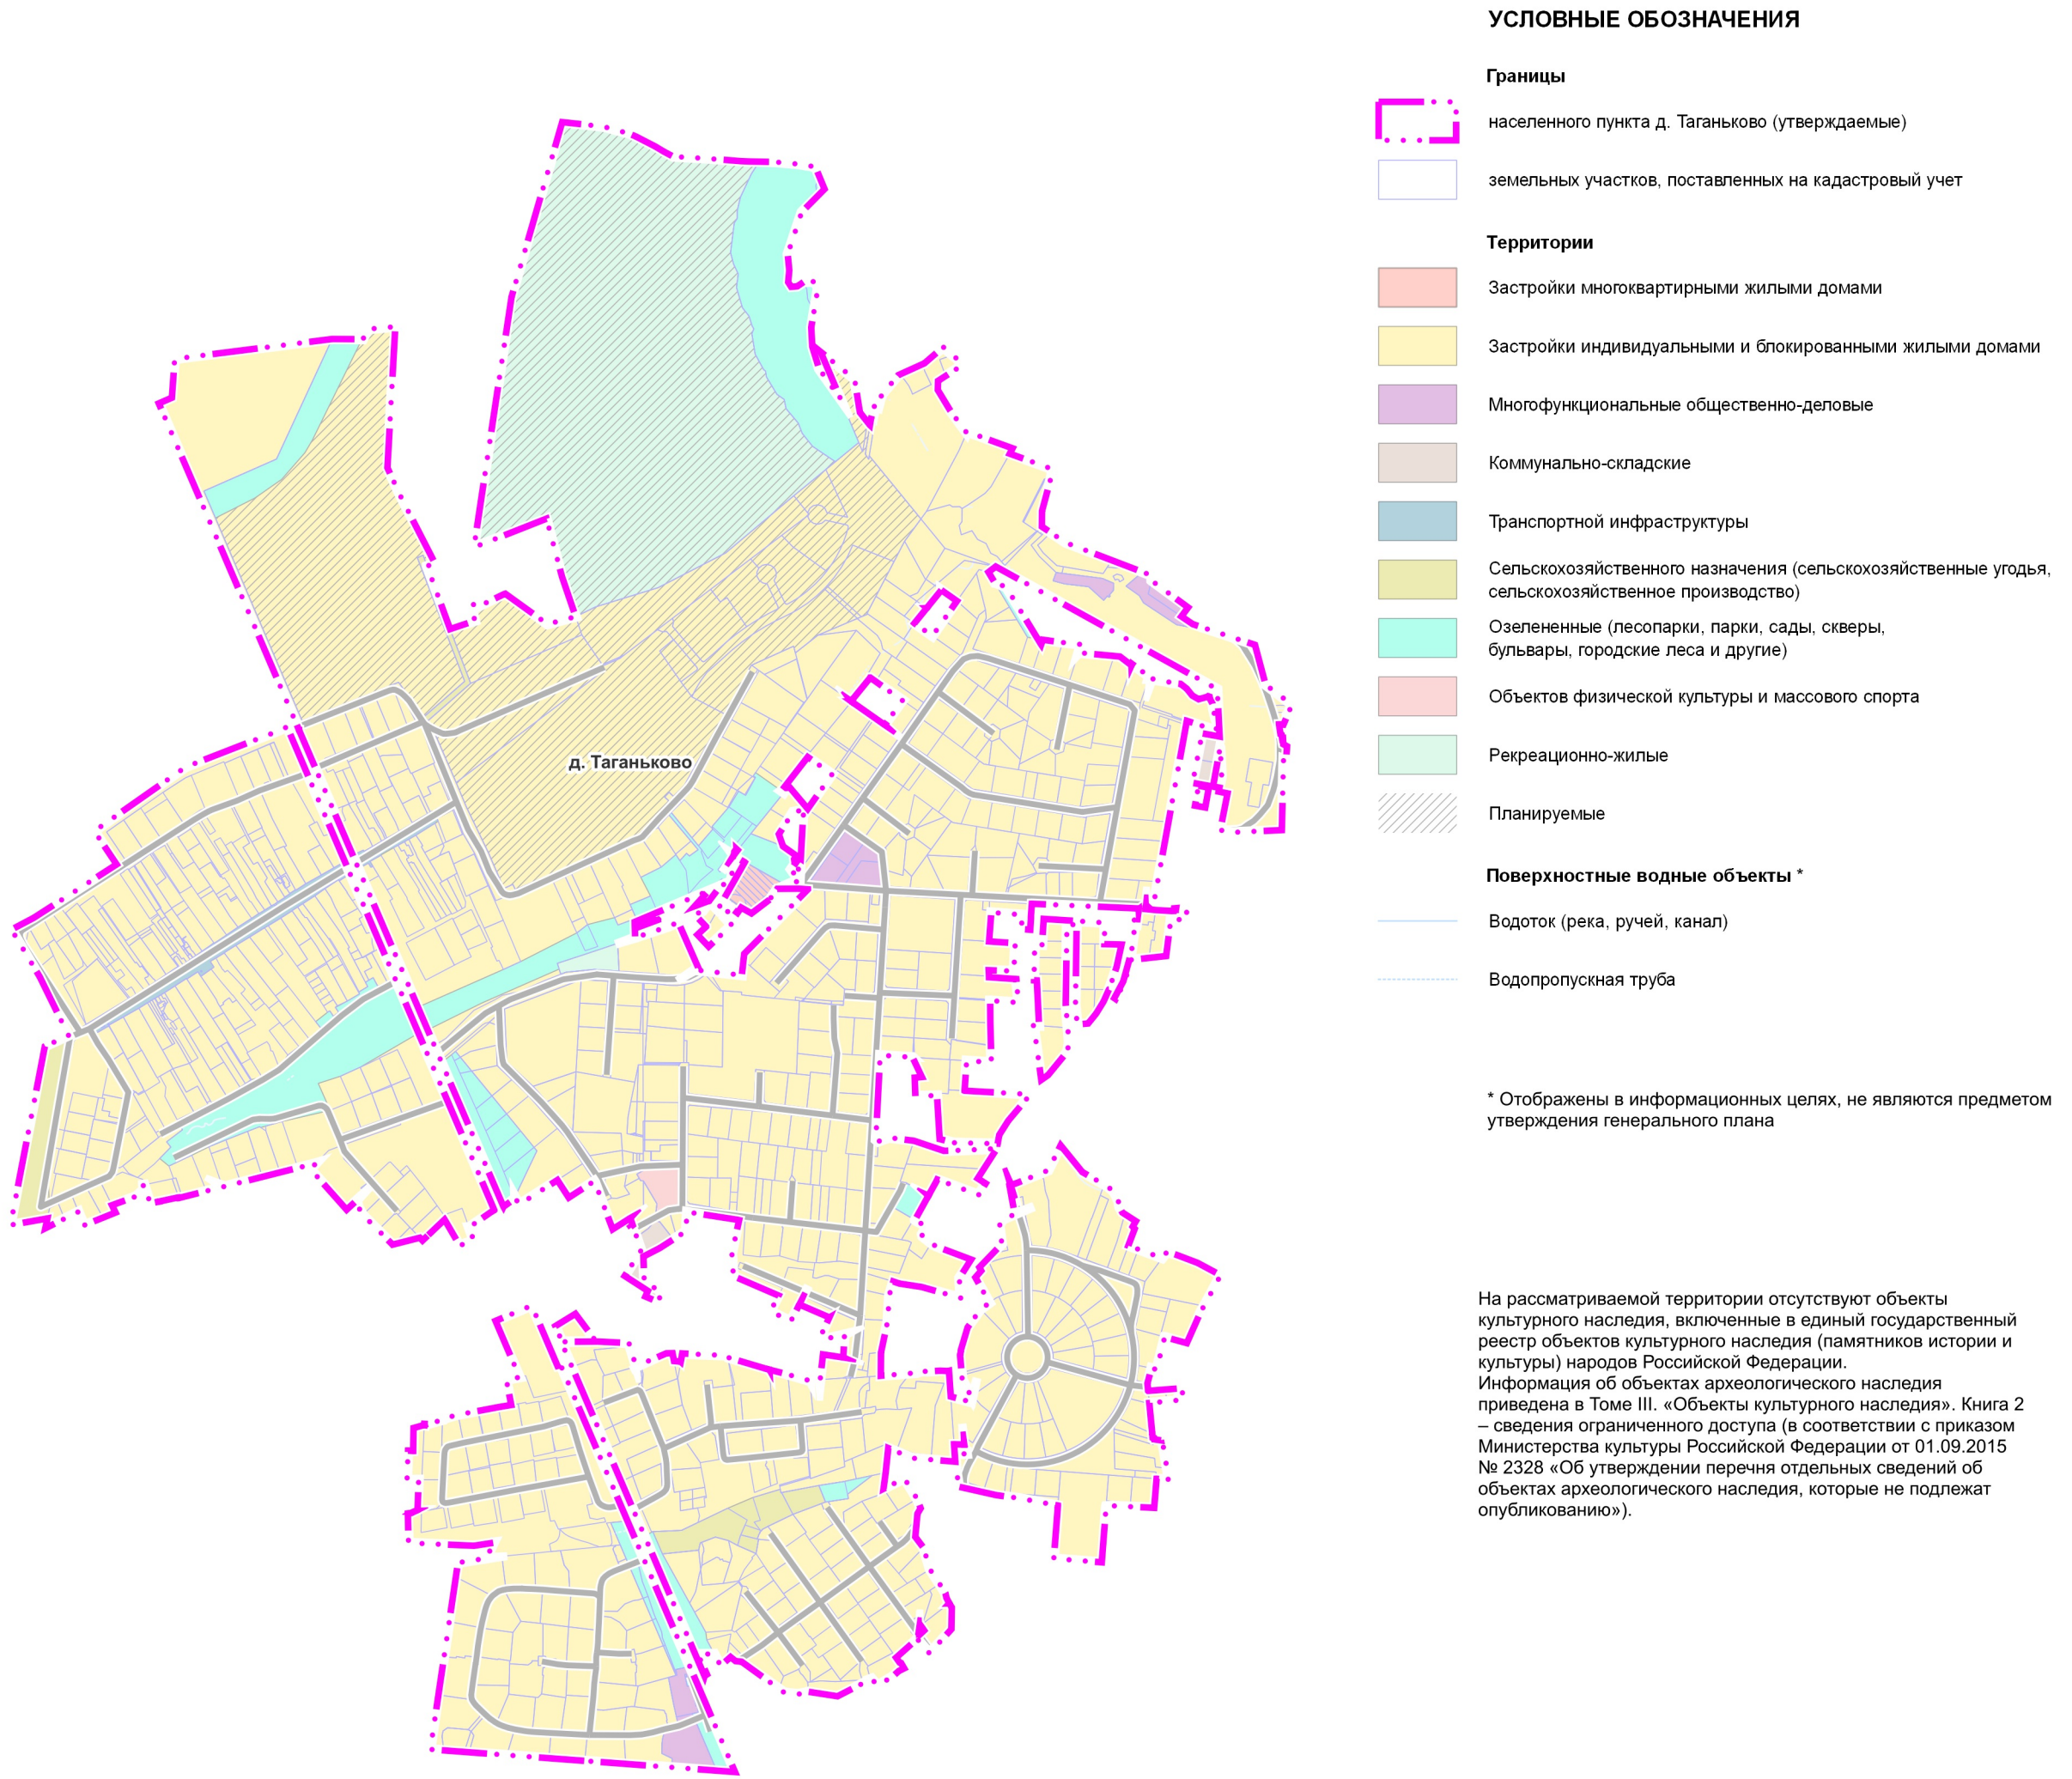 УСЛОВНЫЕ ОБОЗНАЧЕНИЯ
Границы
населенного пункта д. Таганьково (утверждаемые)
земельных участков, поставленных на кадастровый учет
Территории
Застройки многоквартирными жилыми домами
Застройки индивидуальными и блокированными жилыми домами
Многофункциональные общественно-деловые
Коммунально-складские
Транспортной инфраструктуры
Сельскохозяйственного назначения (сельскохозяйственные угодья,
сельскохозяйственное производство)
Озелененные (лесопарки, парки, сады, скверы,
бульвары, городские леса и другие)
Объектов физической культуры и массового спорта
Рекреационно-жилые
Планируемые
Поверхностные водные объекты *
Водоток (река, ручей, канал)
Водопропускная труба
* Отображены в информационных целях, не являются предметом
утверждения генерального плана
На рассматриваемой территории отсутствуют объекты
культурного наследия, включенные в единый государственный
реестр объектов культурного наследия (памятников истории и
культуры) народов Российской Федерации.
Информация об объектах археологического наследия
приведена в Томе III. «Объекты культурного наследия». Книга 2
– сведения ограниченного доступа (в соответствии с приказом
Министерства культуры Российской Федерации от 01.09.2015
№ 2328 «Об утверждении перечня отдельных сведений об
объектах археологического наследия, которые не подлежат
опубликованию»).
д. Таганьково